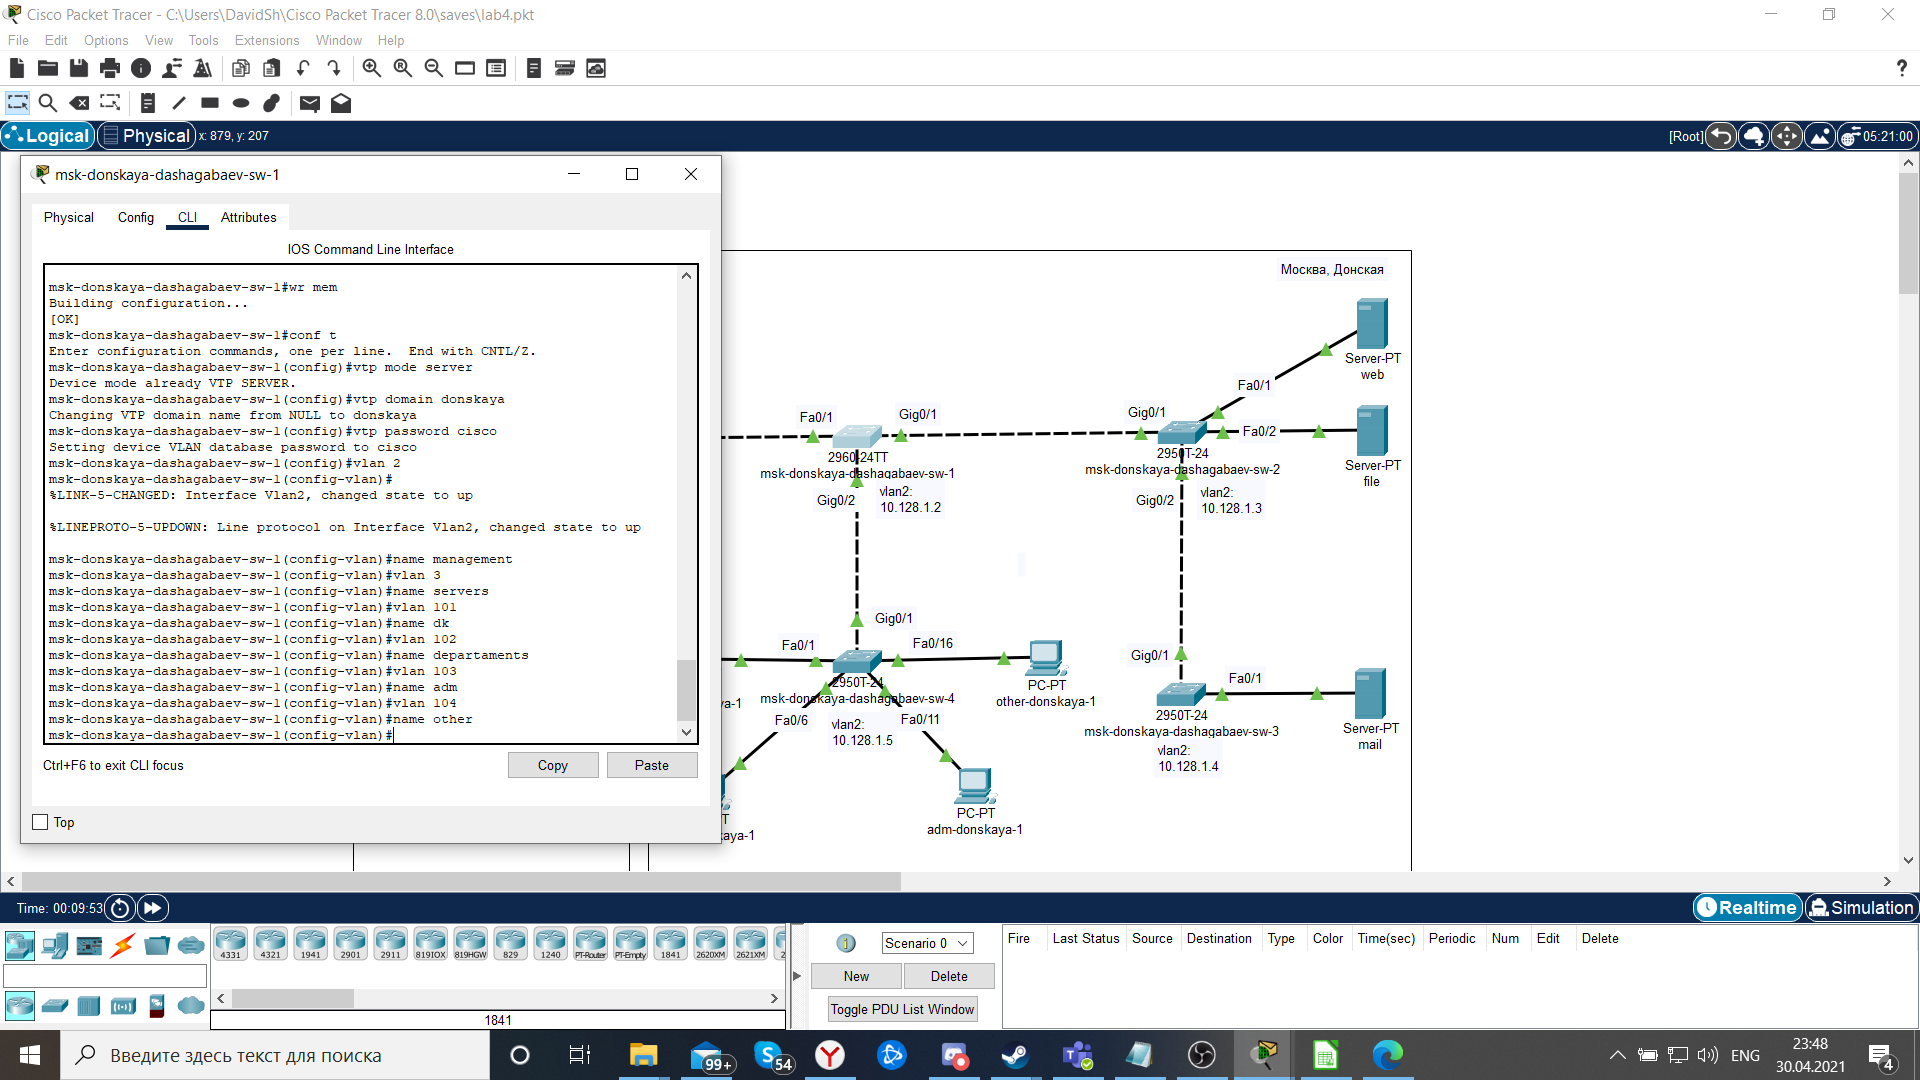 Cisco Packet Tracer - C:\Users\DavidSh\Cisco Packet Tracer 8.0\saves\lab4.pkt
File Edit Options View Tools Extensions Window Help
?
Logical Physical x: 879, y: 207
[Root] 05:21:00
msk-donskaya-dashagabaev-sw-1
Physical Config CLI Attributes
IOS Command Line Interface
msk-donskaya-dashagabaev-sw-1#wr mem
Building configuration...
[OK]
msk-donskaya-dashagabaev-sw-1#conf t
Enter configuration commands, one per line.  End with CNTL/Z.
msk-donskaya-dashagabaev-sw-1(config)#vtp mode server
Device mode already VTP SERVER.
msk-donskaya-dashagabaev-sw-1(config)#vtp domain donskaya
Changing VTP domain name from NULL to donskaya
msk-donskaya-dashagabaev-sw-1(config)#vtp password cisco
Setting device VLAN database password to cisco
msk-donskaya-dashagabaev-sw-1(config)#vlan 2
msk-donskaya-dashagabaev-sw-1(config-vlan)#
%LINK-5-CHANGED: Interface Vlan2, changed state to up
%LINEPROTO-5-UPDOWN: Line protocol on Interface Vlan2, changed state to up
msk-donskaya-dashagabaev-sw-1(config-vlan)#name management
msk-donskaya-dashagabaev-sw-1(config-vlan)#vlan 3
msk-donskaya-dashagabaev-sw-1(config-vlan)#name servers
msk-donskaya-dashagabaev-sw-1(config-vlan)#vlan 101
msk-donskaya-dashagabaev-sw-1(config-vlan)#name dk
msk-donskaya-dashagabaev-sw-1(config-vlan)#vlan 102
msk-donskaya-dashagabaev-sw-1(config-vlan)#name departaments
msk-donskaya-dashagabaev-sw-1(config-vlan)#vlan 103
msk-donskaya-dashagabaev-sw-1(config-vlan)#name adm
msk-donskaya-dashagabaev-sw-1(config-vlan)#vlan 104
msk-donskaya-dashagabaev-sw-1(config-vlan)#name other
msk-donskaya-dashagabaev-sw-1(config-vlan)#
Ctrl+F6 to exit CLI focus
Copy Paste
Top
Москва, Донская
Server-PT
web
Fa0/1
Fa0/1
Gig0/1
Gig0/1
Fa0/2
2960-24TT
msk-donskaya-dashagabaev-sw-1
2950T-24
msk-donskaya-dashagabaev-sw-2
Server-PT
file
Gig0/2
vlan2:
10.128.1.2
Gig0/2
vlan2:
10.128.1.3
Gig0/1
Fa0/1
Fa0/16
2950T-24
msk-donskaya-dashagabaev-sw-4
PC-PT
other-donskaya-1
Gig0/1
Fa0/1
2950T-24
msk-donskaya-dashagabaev-sw-3
Server-PT
mail
ya-1
Fa0/6
vlan2:
10.128.1.5
Fa0/11
vlan2:
10.128.1.4
PC-PT
adm-donskaya-1
T
aya-1
Time: 00:09:53
Realtime Simulation
4331 4321 1941 2901 2911 819IOX 819HGW 829 1240 PT-Router PT-Empty 1841 2620XM 2621XM 2
1841
Scenario 0
New Delete
Toggle PDU List Window
Fire Last Status Source Destination Type Color Time(sec) Periodic Num Edit Delete
Введите здесь текст для поиска
99+
54
ENG
23:48
30.04.2021
4